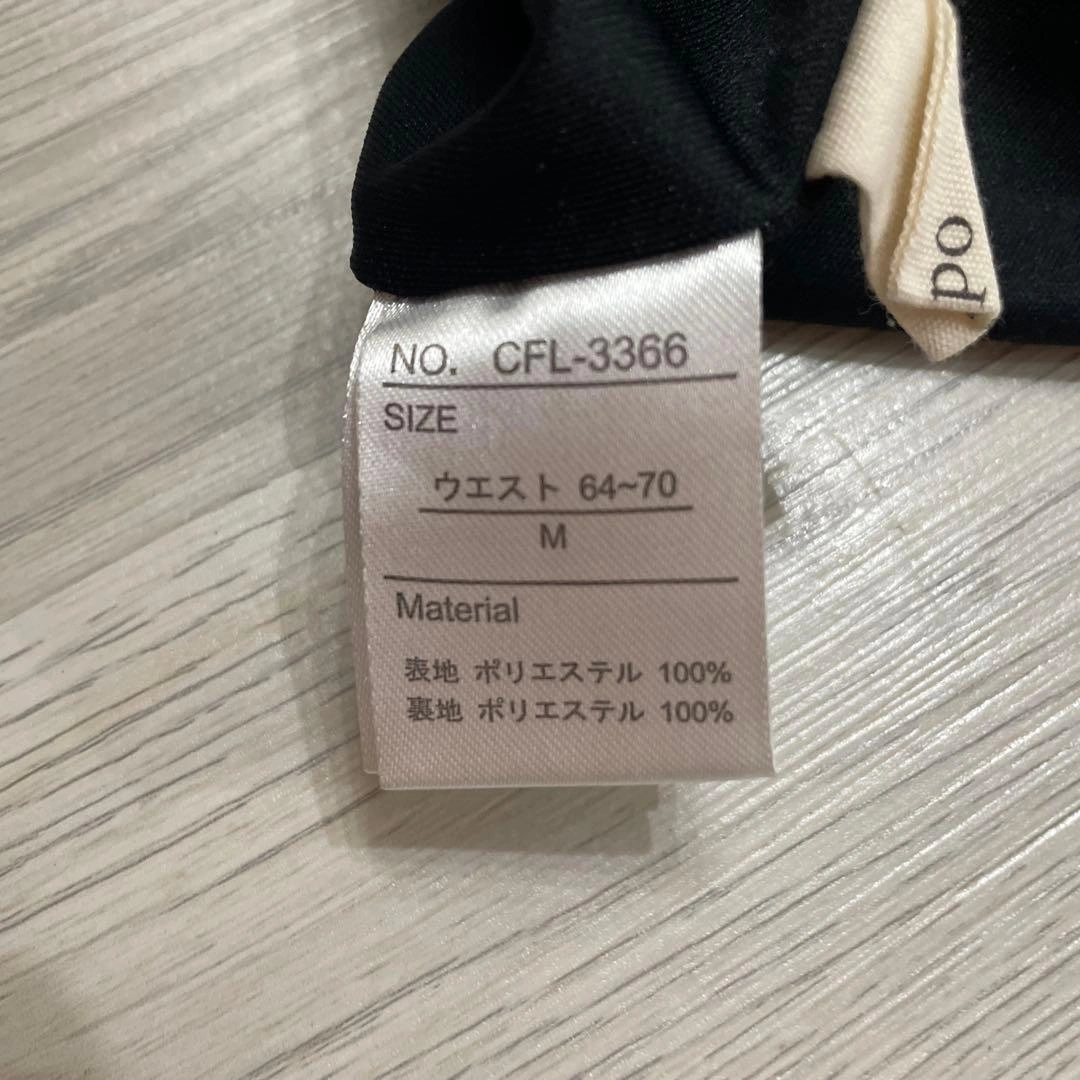 NO. CFL-3366
SIZE
ウエスト 64~70
M
Material
表地 ポリエステル 100%
裏地 ポリエステル 100%
po